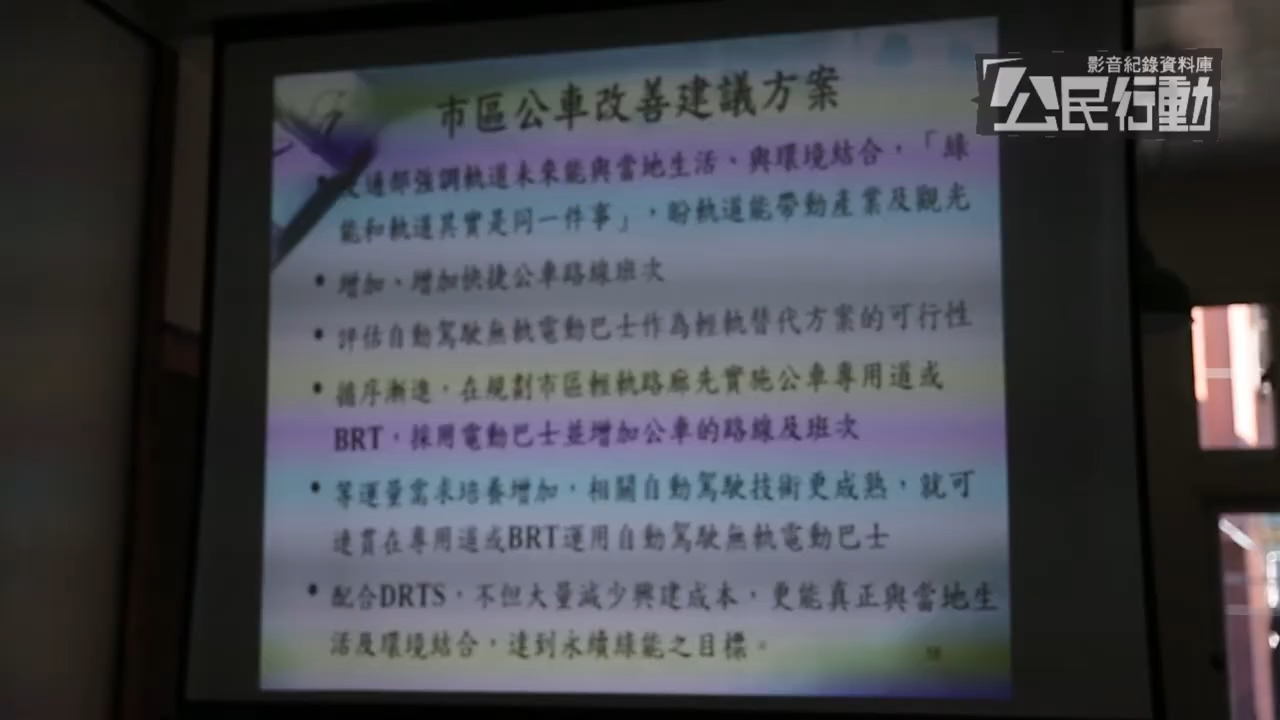 影音紀錄資料庫
公民行動
市區公車改善建議方案
• 交通部強調軌道未來能與當地生活、與環境結合，「綠
能和軌道其實是同一件事」，盼軌道能帶動產業及觀光
• 增加、增加快捷公車路線班次
• 評估自動駕駛無軌電動巴士作為輕軌替代方案的可行性
• 循序漸進，在規劃市區輕軌路廊先實施公車專用道或
BRT，採用電動巴士並增加公車的路線及班次
• 等運量需求培養增加，相關自動駕駛技術更成熟，就可
連貫在專用道或BRT運用自動駕駛無軌電動巴士
• 配合DRTS，不但大量減少興建成本，更能真正與當地生
活及環境結合，達到永續綠能之目標。